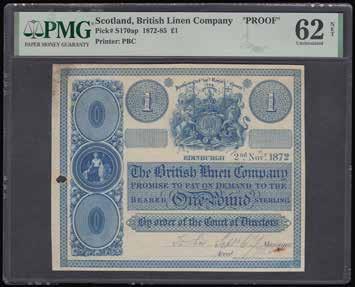 PMG
PAPER MONEY GUARANTY
Scotland, British Linen Company "PROOF"
Pick# S170ap 1872-85 £1
Printer: PBC
62
NET
Uncirculated
1
1
EDINBURGH 2nd Nov. 1872
The British Linen Company
PROMISE TO PAY ON DEMAND TO THE
BEARER One Pound STERLING
By order of the Court of Directors
Manager